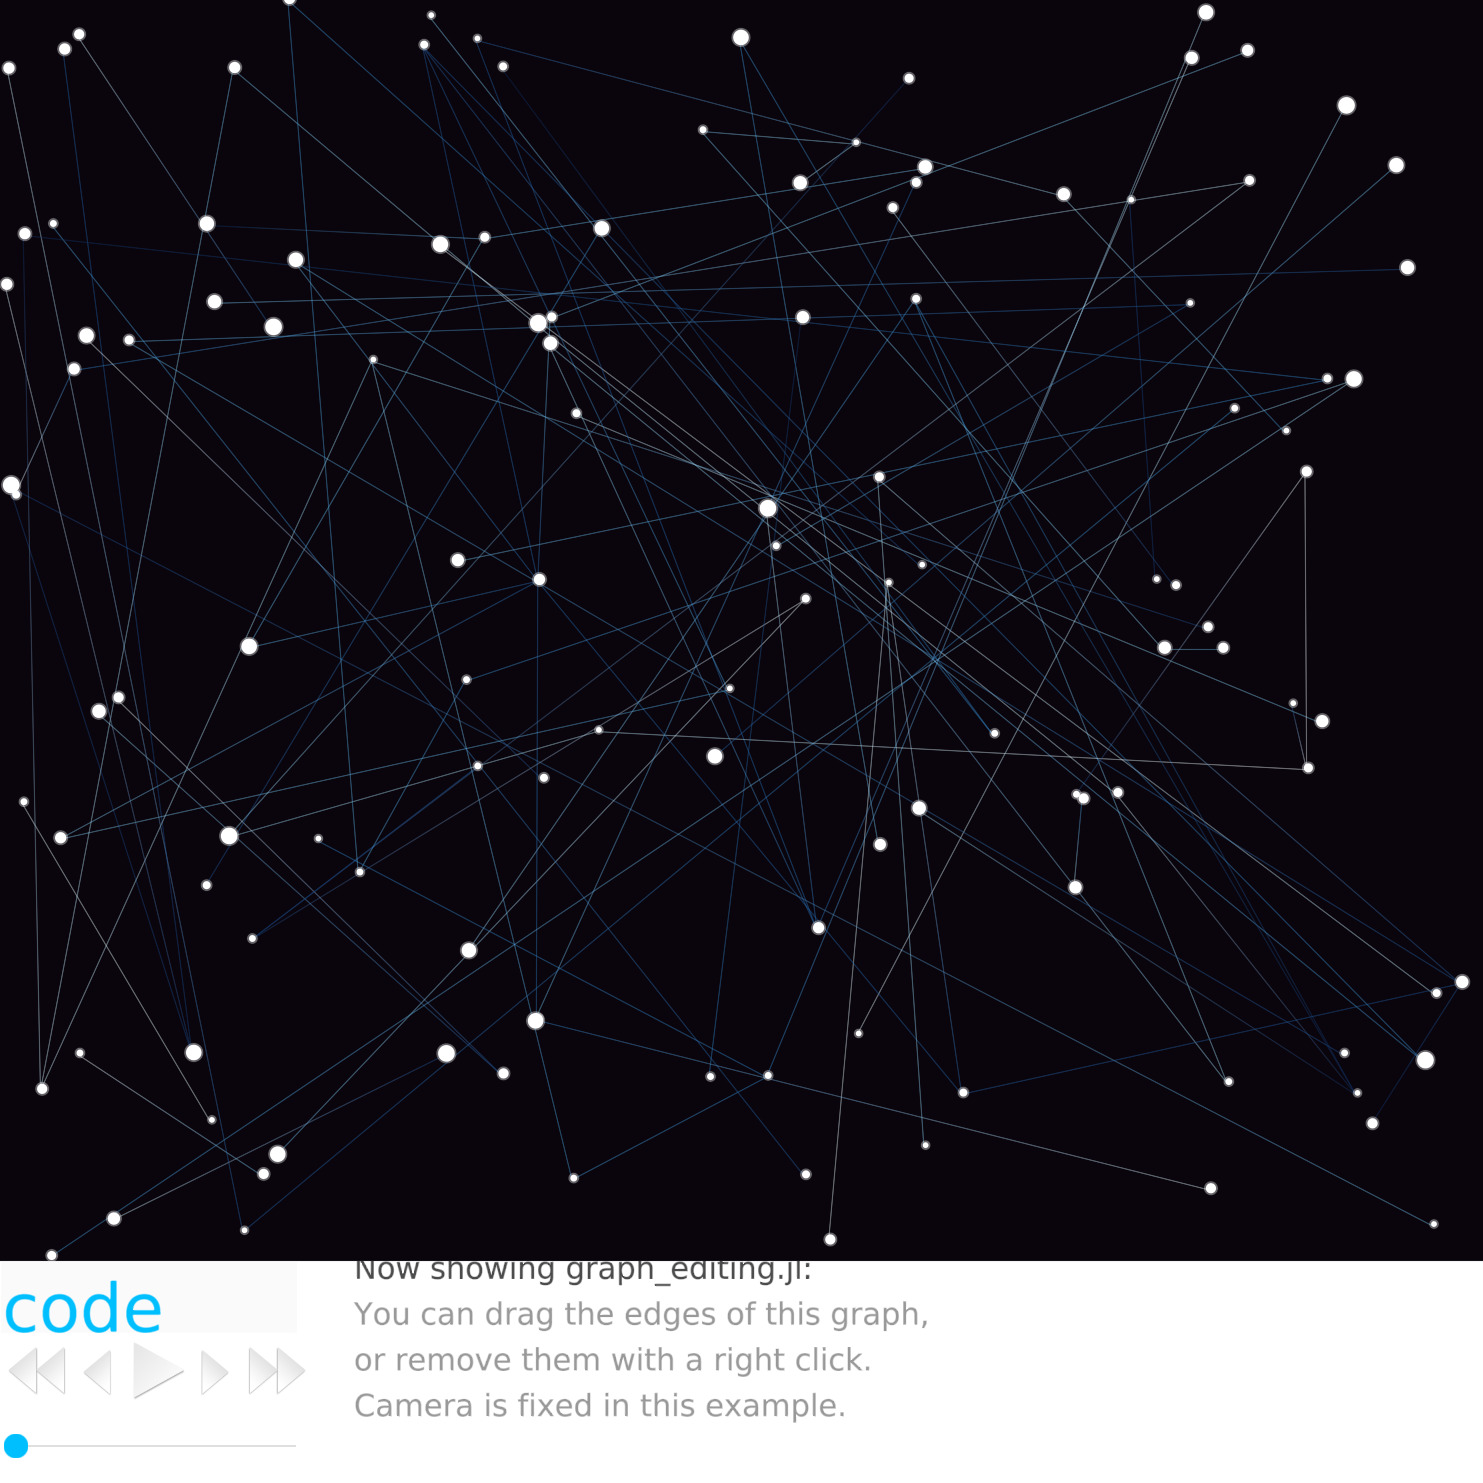 Now showing graph_editing.jl:
code
You can drag the edges of this graph,
or remove them with a right click.
Camera is fixed in this example.